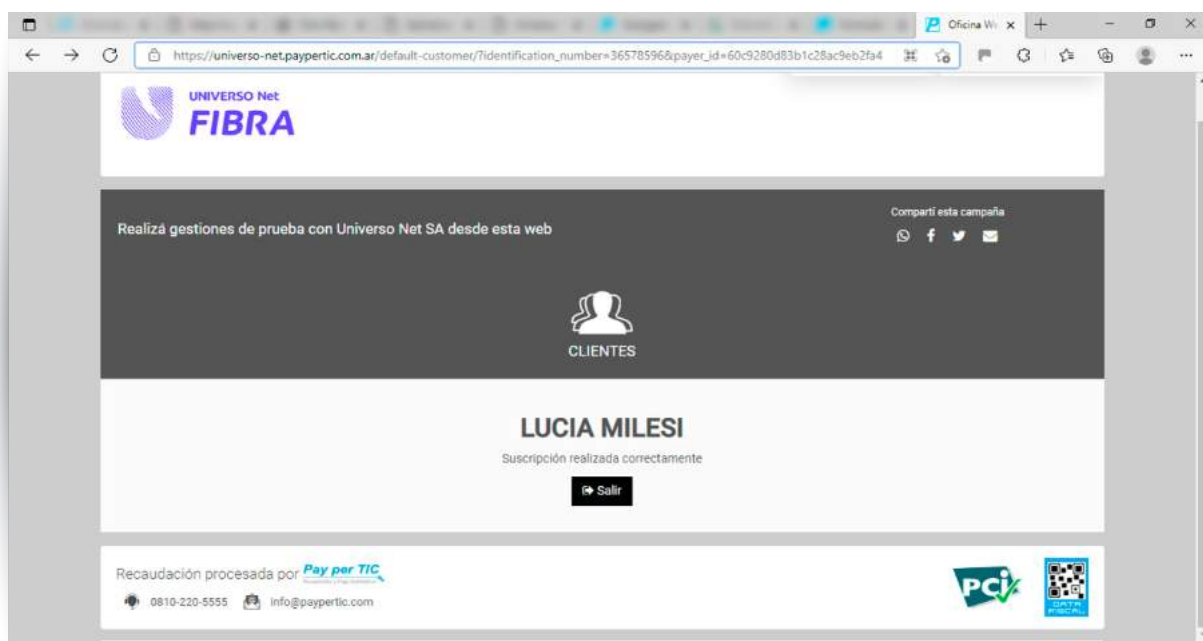 Oficina We
https://universo-net.paypertic.com.ar/default-customer/?identification_number=36578596&payer_id=60c9280d83b1c28ac9eb2fa4
UNIVERSO Net
FIBRA
Realizá gestiones de prueba con Universo Net SA desde esta web
Compartí esta campaña
CLIENTES
LUCIA MILESI
Suscripción realizada correctamente
Salir
Recaudación procesada por Pay per TIC
0810-220-5555 info@paypertic.com
PCI
DATA
FISCAL